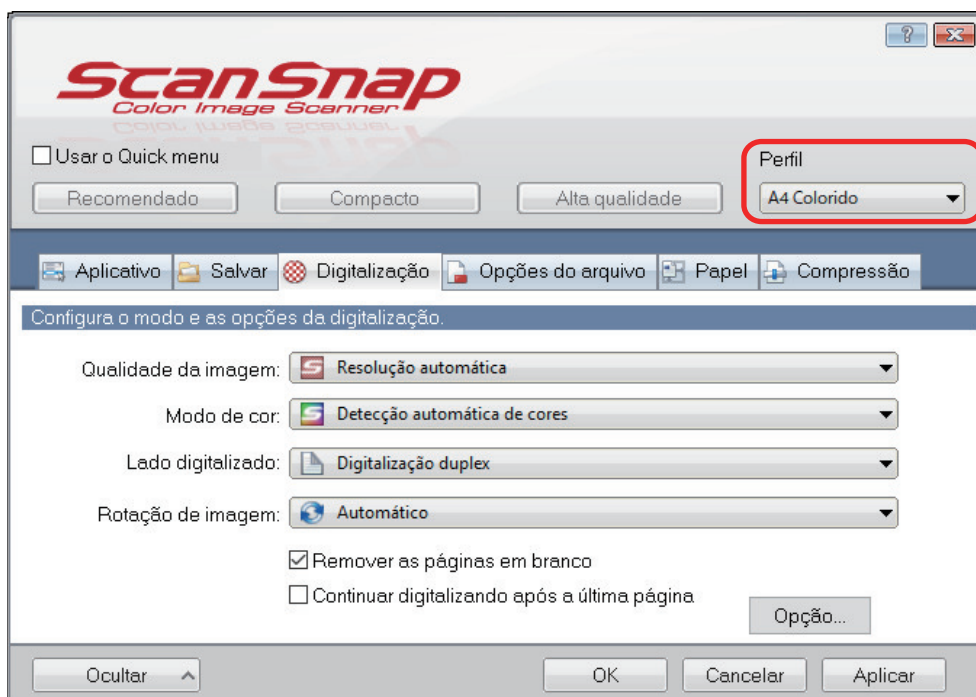 ScanSnap
Color Image Scanner
Usar o Quick menu
Perfil
Recomendado
Compacto
Alta qualidade
A4 Colorido
Aplicativo
Salvar
Digitalização
Opções do arquivo
Papel
Compressão
Configura o modo e as opções da digitalização.
Qualidade da imagem: Resolução automática
Modo de cor: Detecção automática de cores
Lado digitalizado: Digitalização duplex
Rotação de imagem: Automático
Remover as páginas em branco
Continuar digitalizando após a última página
Opção...
Ocultar
OK
Cancelar
Aplicar